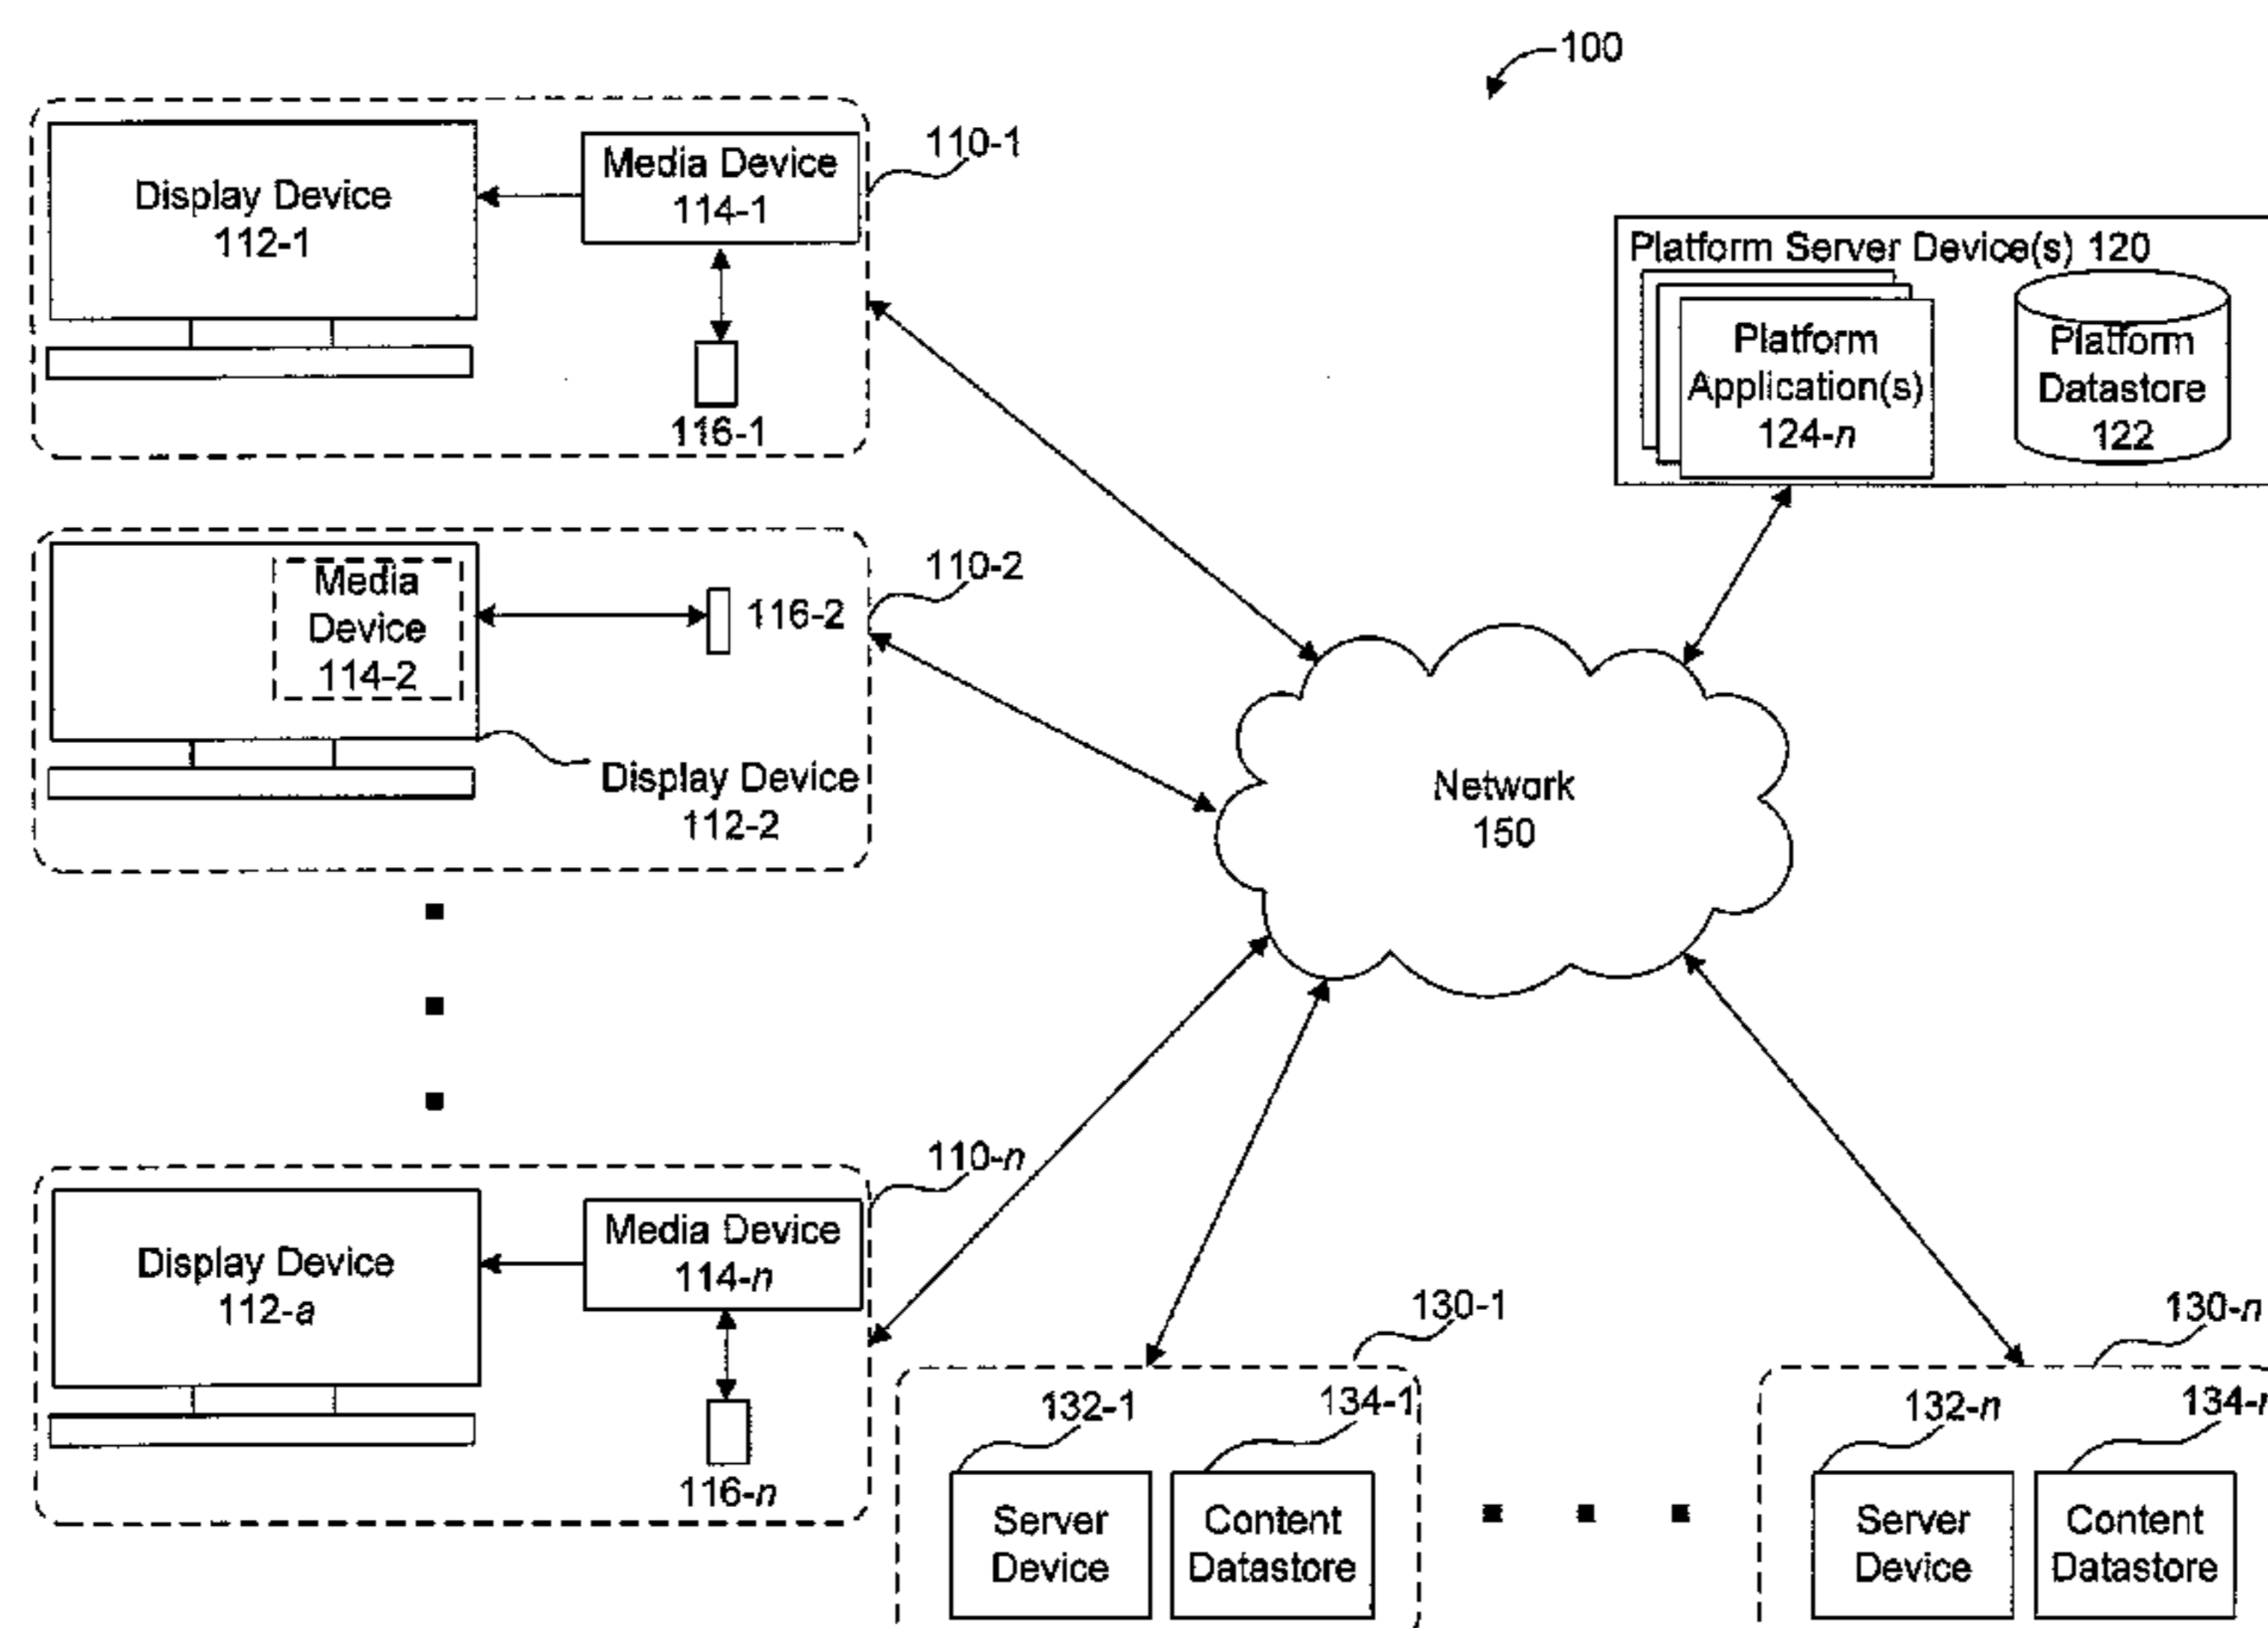 100
110-1
Display Device
112-1
Media Device
114-1
116-1
Platform Server Device(s) 120
Platform
Application(s)
124-n
Platform
Datastore
122
110-2
Media
Device
114-2
116-2
Display Device
112-2
Network
150
110-n
Display Device
112-a
Media Device
114-n
116-n
130-1
132-1
134-1
Server
Device
Content
Datastore
130-n
132-n
134-n
Server
Device
Content
Datastore